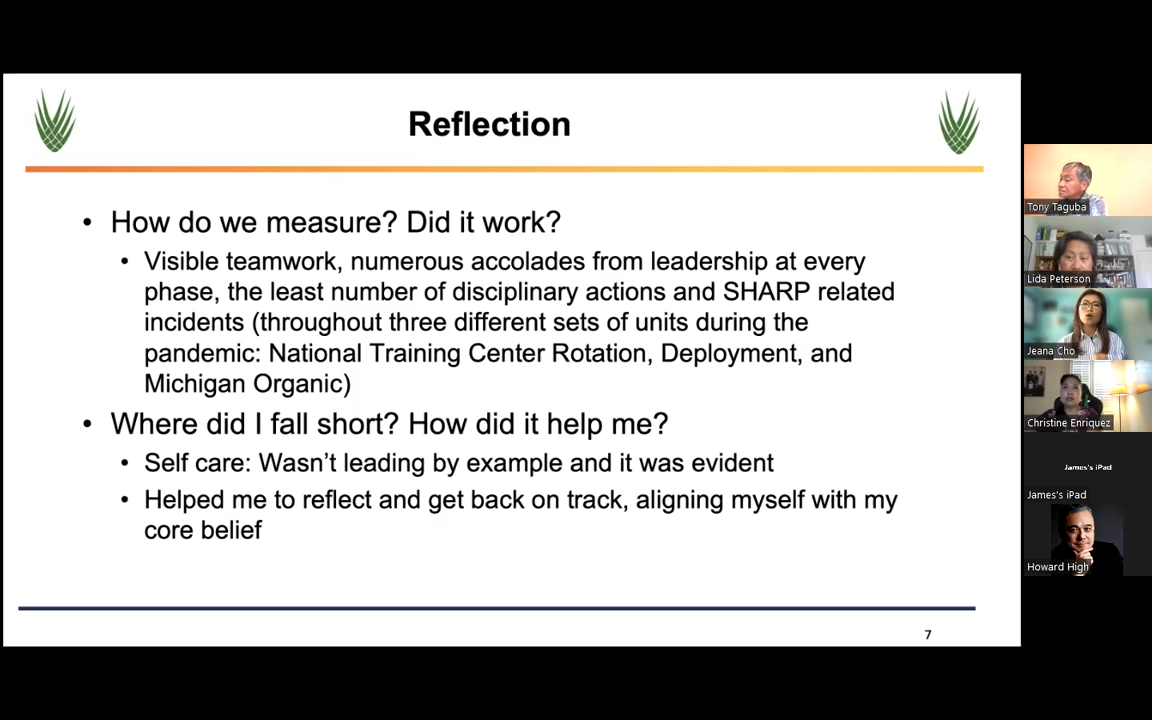 Reflection
• How do we measure? Did it work?
• Visible teamwork, numerous accolades from leadership at every
phase, the least number of disciplinary actions and SHARP related
incidents (throughout three different sets of units during the
pandemic: National Training Center Rotation, Deployment, and
Michigan Organic)
• Where did I fall short? How did it help me?
• Self care: Wasn’t leading by example and it was evident
• Helped me to reflect and get back on track, aligning myself with my
core belief
7
Tony Taguba
Lida Peterson
Jeana Cho
Christine Enriquez
James's iPad
James's iPad
Howard High